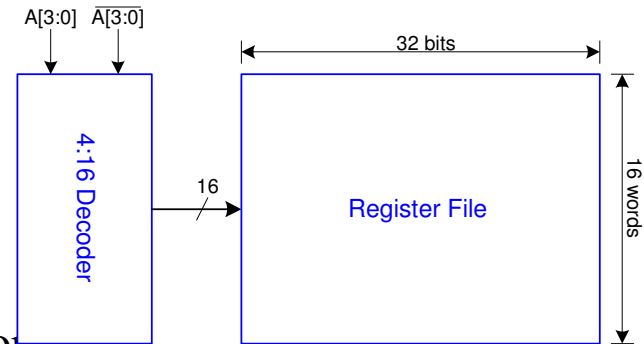 A[3:0] A[3:0]
32 bits
4:16 Decoder
16
Register File
16 words